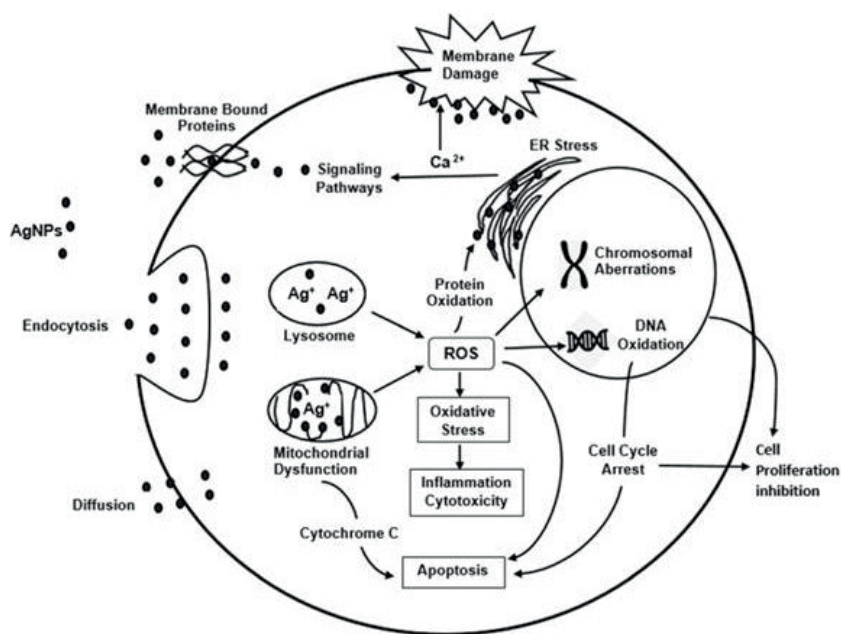 Membrane
Damage
Membrane Bound
Proteins
ER Stress
Ca 2+
Signaling
Pathways
AgNPs
Chromosomal
Aberrations
Ag+ Ag+
Protein
Oxidation
Endocytosis
Lysosome
DNA
Oxidation
ROS
Ag+
Oxidative
Stress
Mitochondrial
Dysfunction
Cell Cycle
Arrest
Cell
Proliferation
inhibition
Inflammation
Cytotoxicity
Diffusion
Cytochrome C
Apoptosis